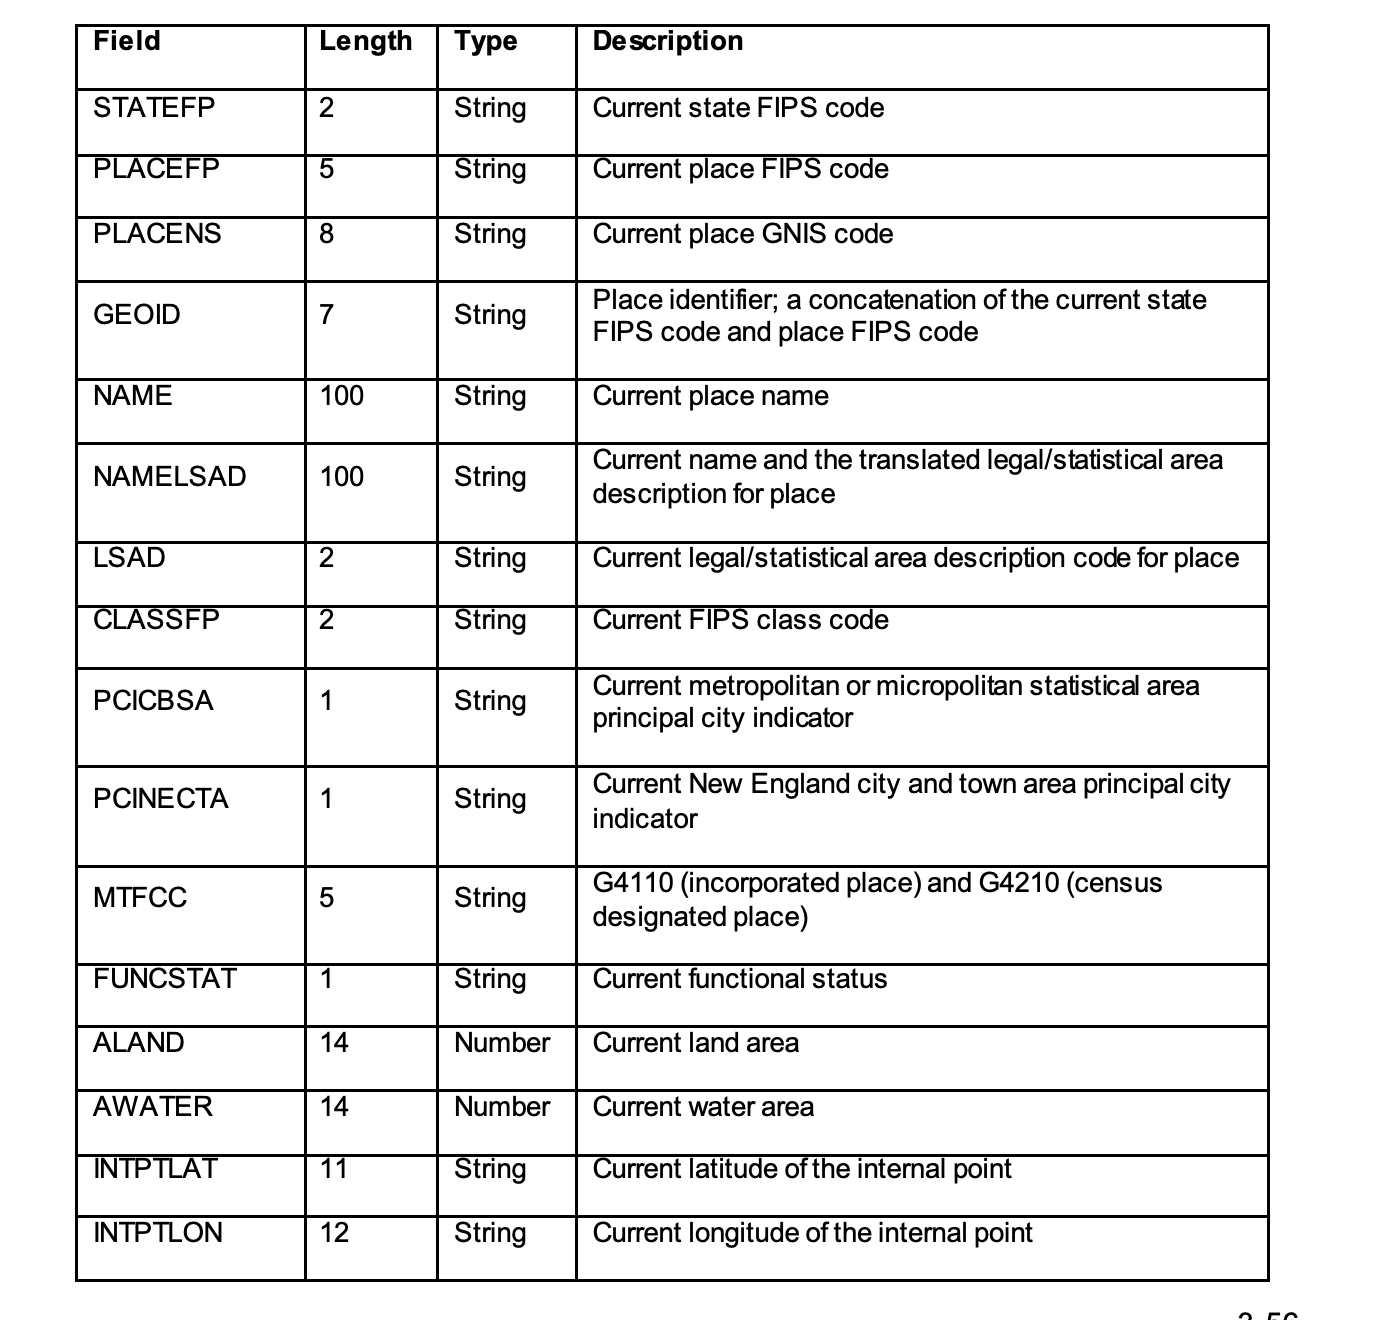 Field Length Type Description
STATEFP 2 String Current state FIPS code
PLACEFP 5 String Current place FIPS code
PLACENS 8 String Current place GNIS code
GEOID 7 String Place identifier; a concatenation of the current state
FIPS code and place FIPS code
NAME 100 String Current place name
NAMELSAD 100 String Current name and the translated legal/statistical area
description for place
LSAD 2 String Current legal/statistical area description code for place
CLASSFP 2 String Current FIPS class code
PCICBSA 1 String Current metropolitan or micropolitan statistical area
principal city indicator
PCINECTA 1 String Current New England city and town area principal city
indicator
MTFCC 5 String G4110 (incorporated place) and G4210 (census
designated place)
FUNCSTAT 1 String Current functional status
ALAND 14 Number Current land area
AWATER 14 Number Current water area
INTPTLAT 11 String Current latitude of the internal point
INTPTLON 12 String Current longitude of the internal point